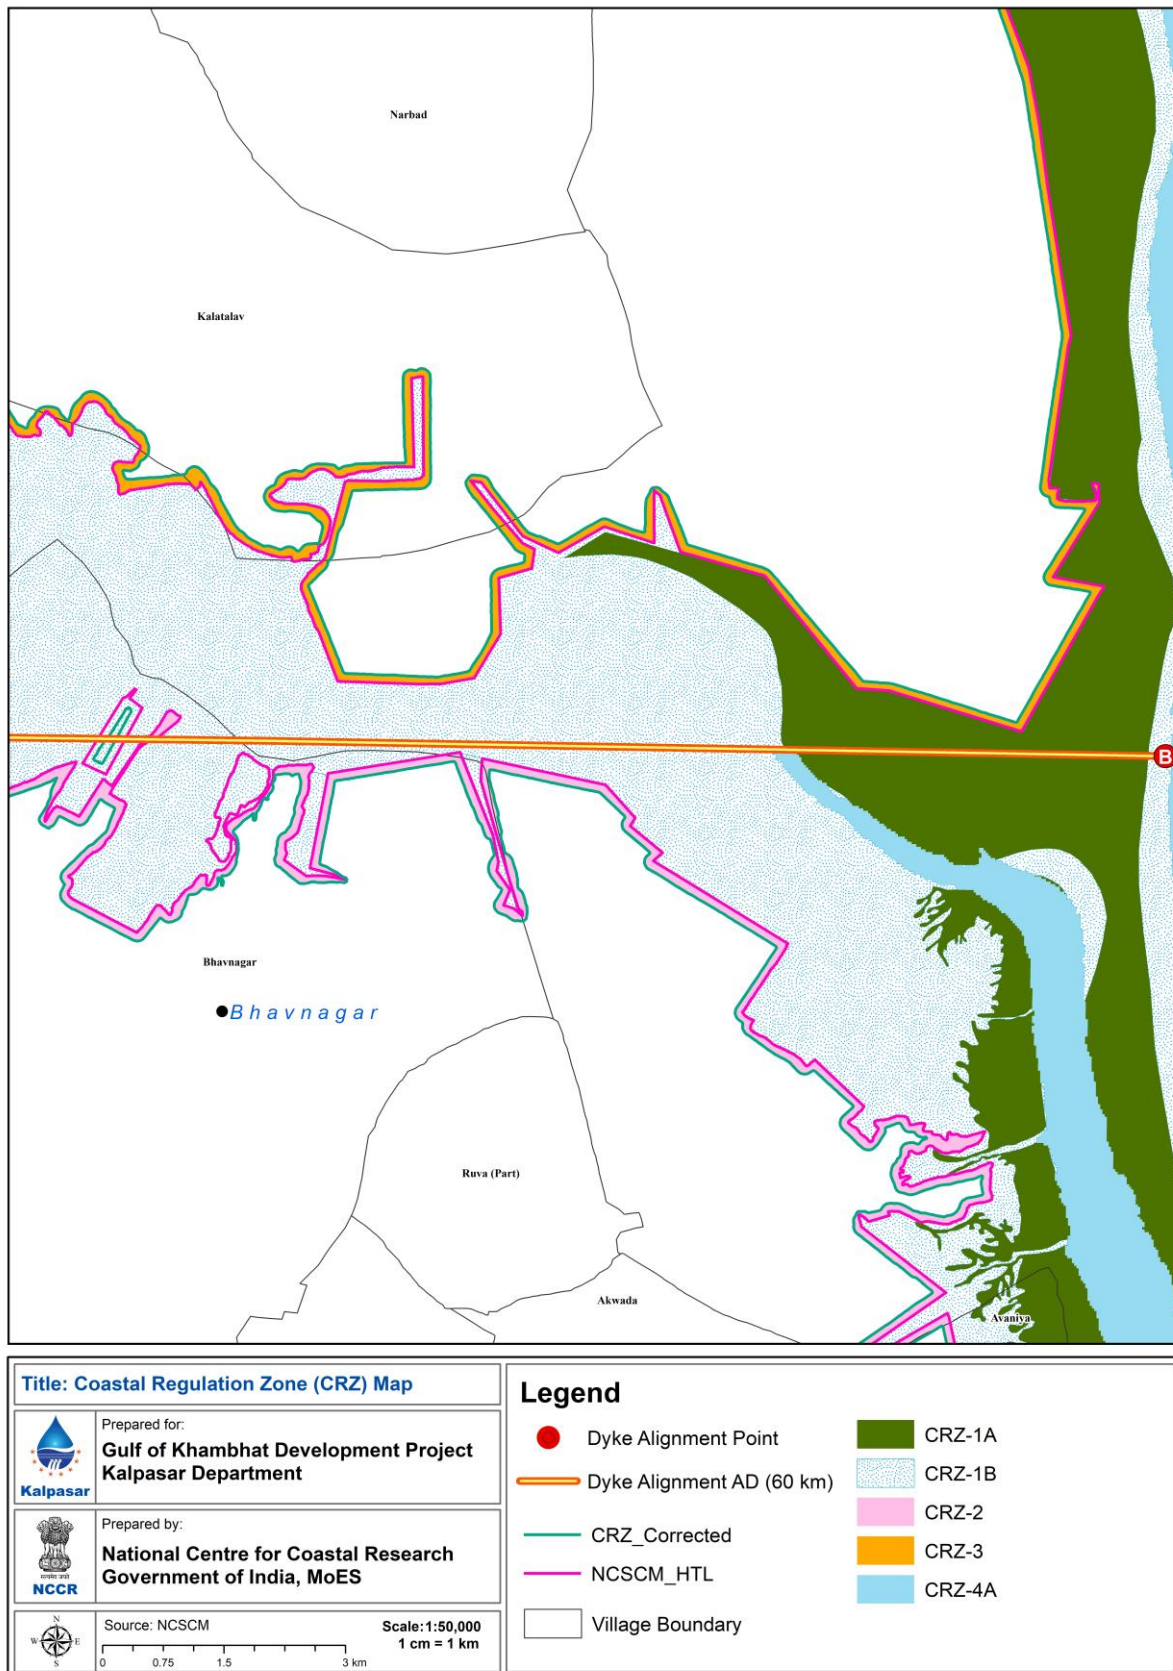 Narbad
Kalatalav
B
Bhavnagar
Bhavnagar
Ruva (Part)
Akwada
Avaniya
Title: Coastal Regulation Zone (CRZ) Map
Kalpasar
Prepared for:
Gulf of Khambhat Development Project
Kalpasar Department
सत्यमेव जयते
NCCR
Prepared by:
National Centre for Coastal Research
Government of India, MoES
N
W E
S
Source: NCSCM
Scale:1:50,000
1 cm = 1 km
0 0.75 1.5 3 km
Legend
Dyke Alignment Point
Dyke Alignment AD (60 km)
CRZ_Corrected
NCSCM_HTL
Village Boundary
CRZ-1A
CRZ-1B
CRZ-2
CRZ-3
CRZ-4A